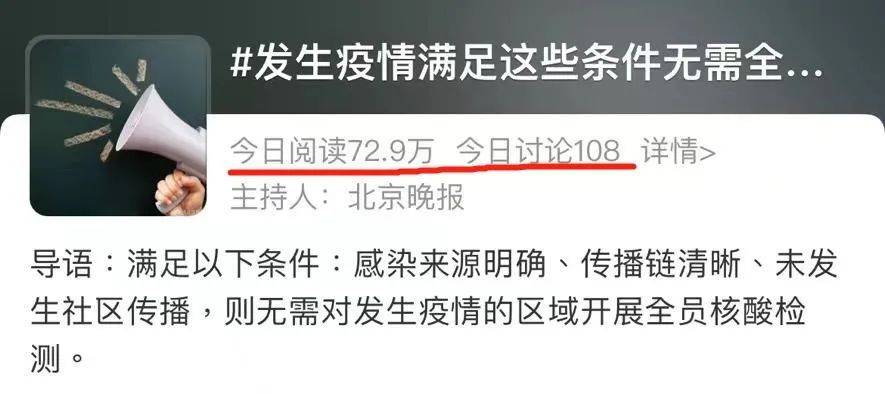 #发生疫情满足这些条件无需全...
今日阅读72.9万 今日讨论108 详情>
主持人：北京晚报
导语：满足以下条件：感染来源明确、传播链清晰、未发
生社区传播，则无需对发生疫情的区域开展全员核酸检
测。